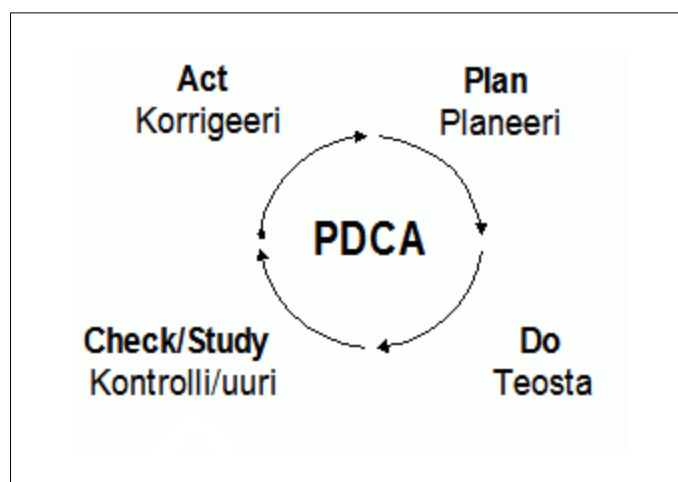 Act
Korrigeeri
Plan
Planeeri
PDCA
Check/Study
Kontrolli/uuri
Do
Teosta